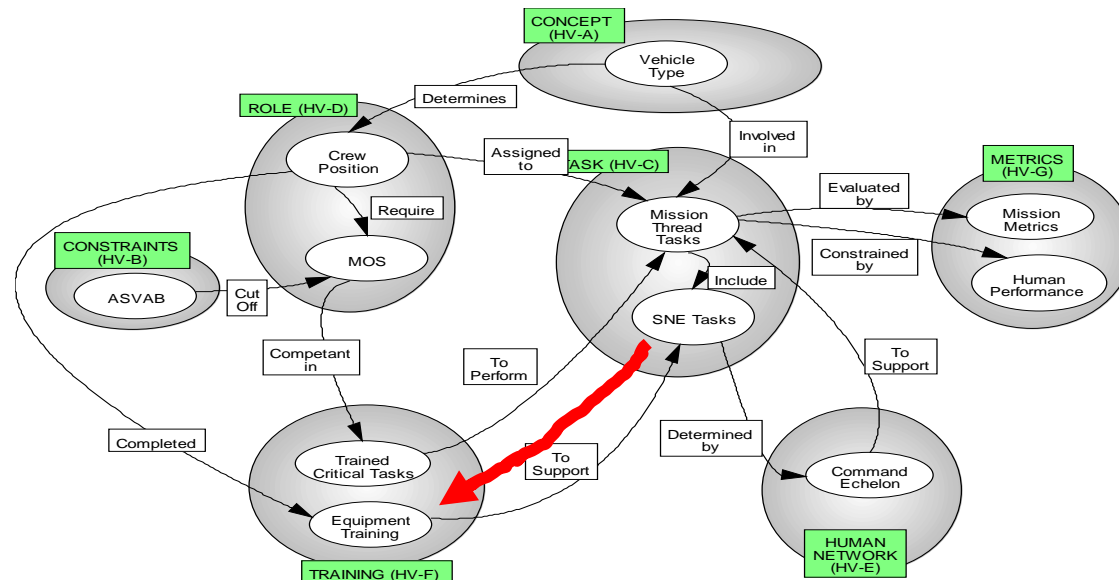 CONCEPT
(HV-A)
Vehicle
Type
Determines
ROLE (HV-D)
Crew
Position
Assigned
to
TASK (HV-C)
Involved
in
METRICS
(HV-G)
Evaluated
by
Mission
Metrics
Mission
Thread
Tasks
Require
CONSTRAINTS
(HV-B)
MOS
Constrained
by
Human
Performance
ASVAB
Cut
Off
Include
SNE Tasks
Competant
in
To
Perform
To
Support
Completed
Trained
Critical Tasks
To
Support
Determined
by
Command
Echelon
Equipment
Training
HUMAN
NETWORK
(HV-E)
TRAINING (HV-F)